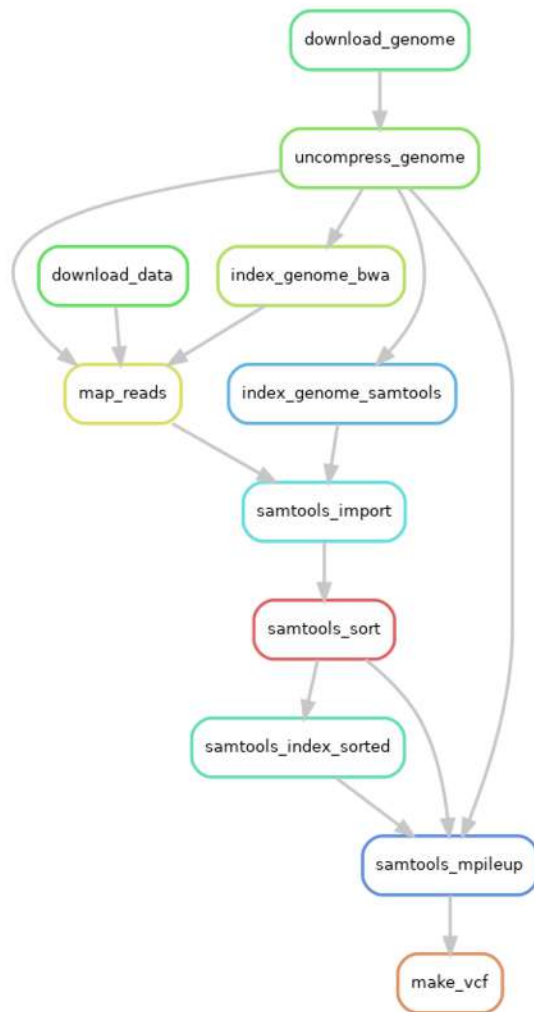 download_genome
uncompress_genome
download_data
index_genome_bwa
map_reads
index_genome_samtools
samtools_import
samtools_sort
samtools_index_sorted
samtools_mpileup
make_vcf